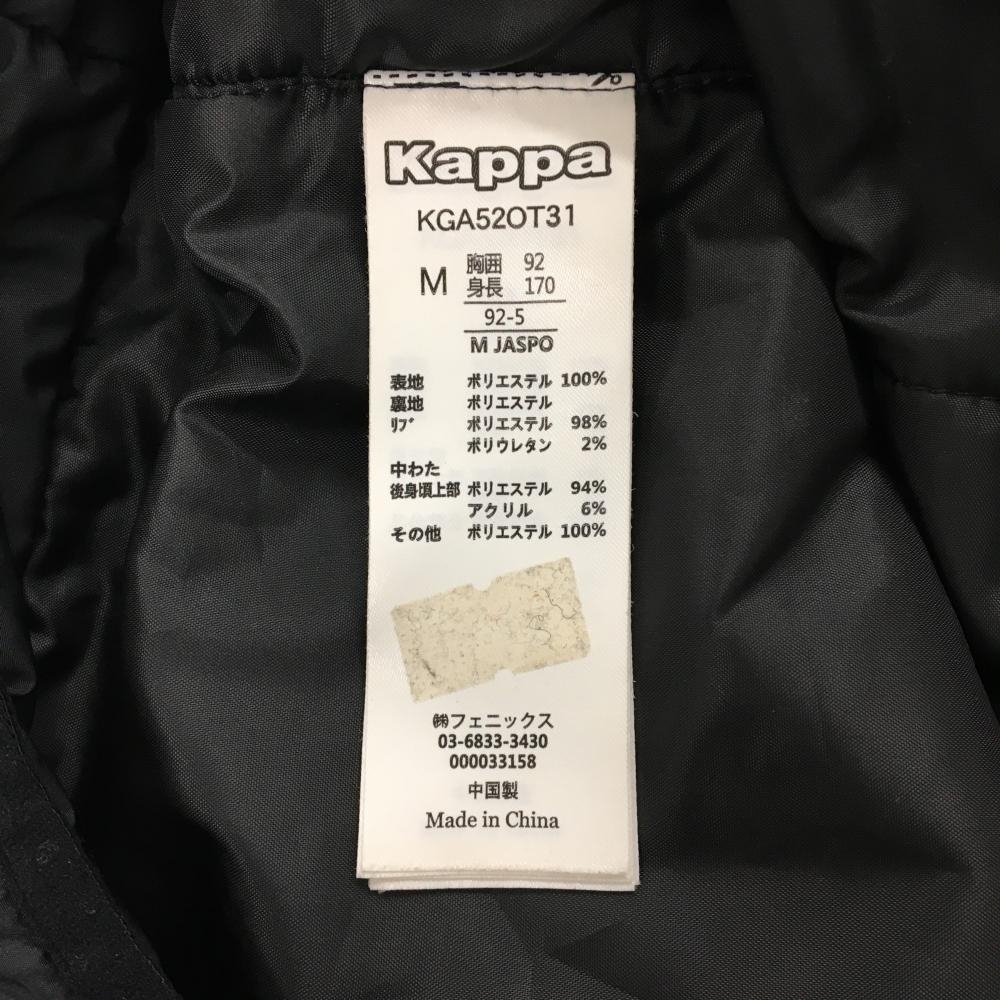 Kappa
KGA52OT31
M
胸囲 92
身長 170
92-5
M JASPO
表地 ポリエステル 100%
裏地 ポリエステル
ﾘﾌﾞ ポリエステル 98%
ポリウレタン 2%
中わた
後身頃上部 ポリエステル 94%
アクリル 6%
その他 ポリエステル 100%
㈱フェニックス
03-6833-3430
000033158
中国製
Made in China